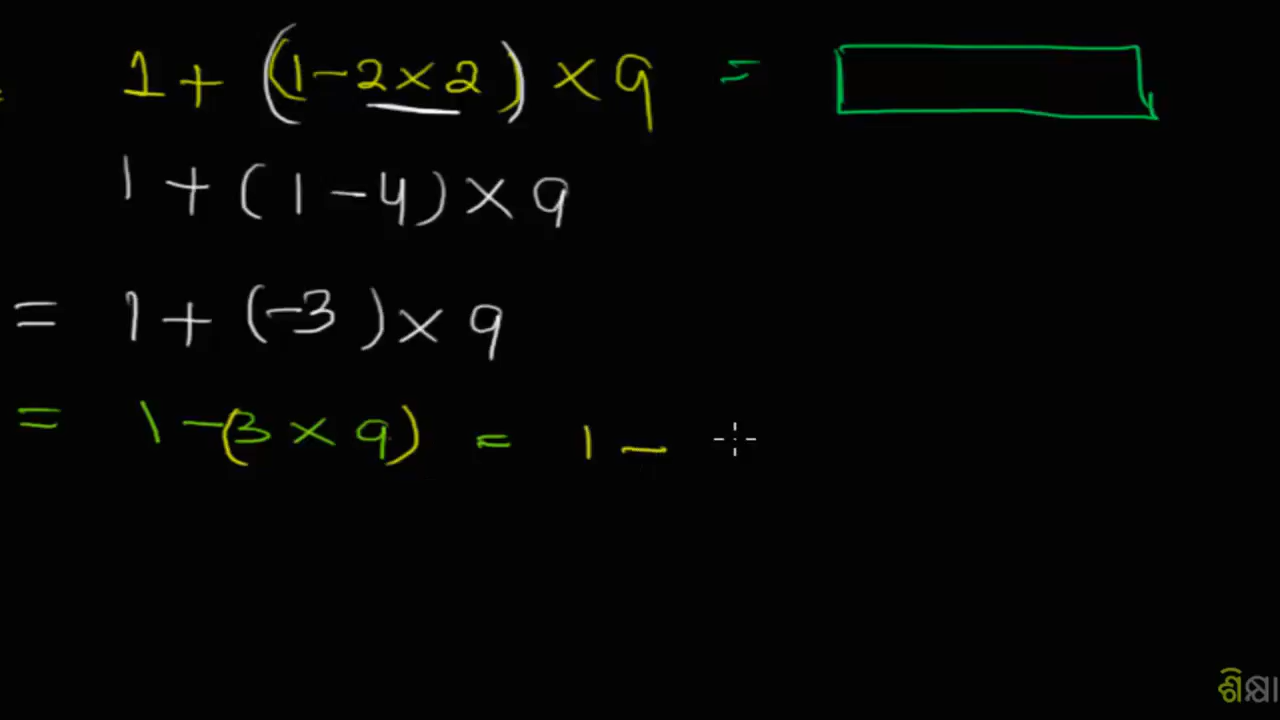 1 + (1 - 2 × 2) × 9 =
1 + (1 - 4) × 9
= 1 + (-3) × 9
= 1 - (3 × 9) = 1 -
ଶିକ୍ଷା